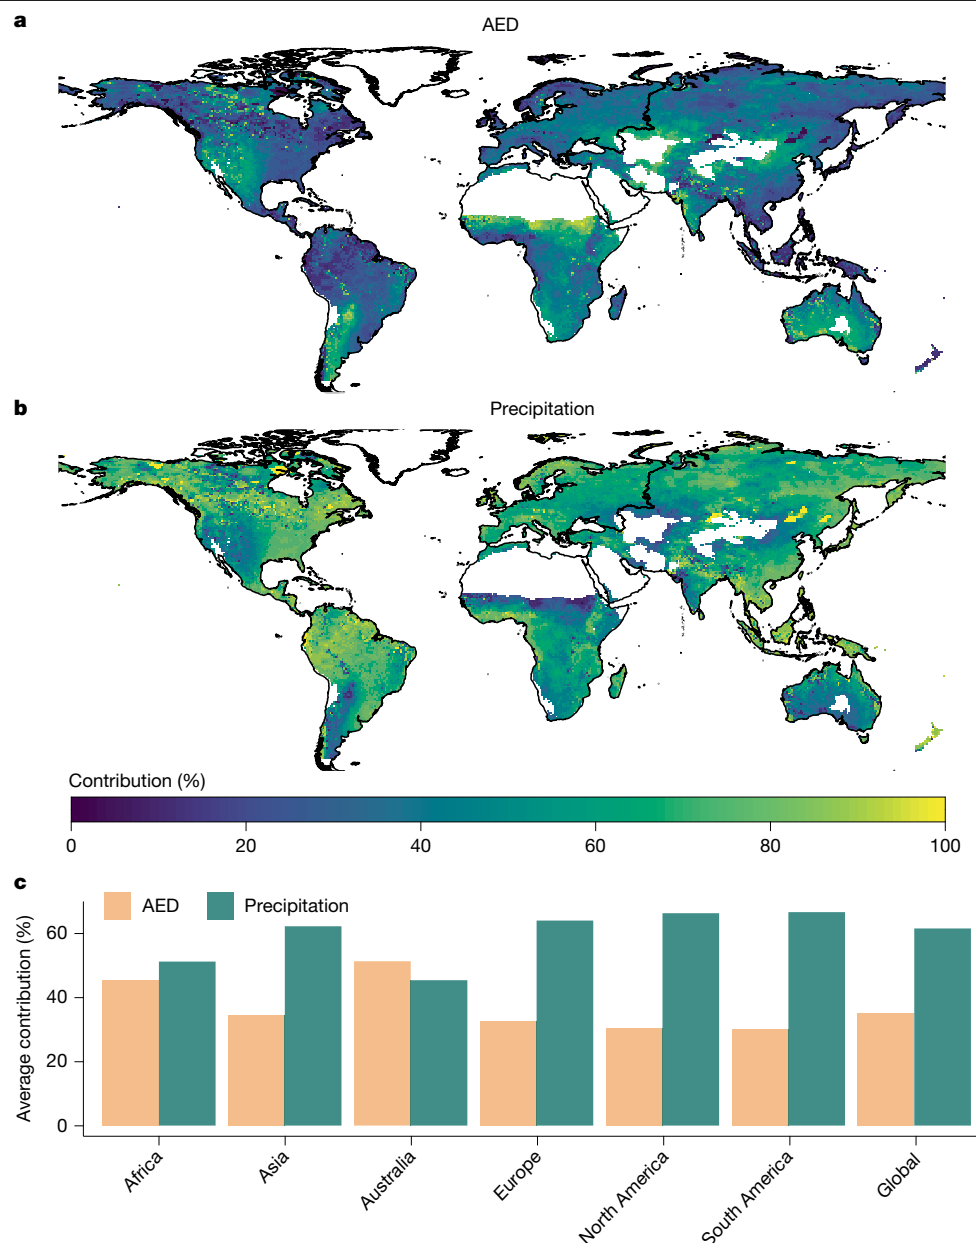 a
AED
b
Precipitation
Contribution (%)
0 20 40 60 80 100
c
AED Precipitation
Average contribution (%)
60
40
20
0
Africa
Asia
Australia
Europe
North America
South America
Global